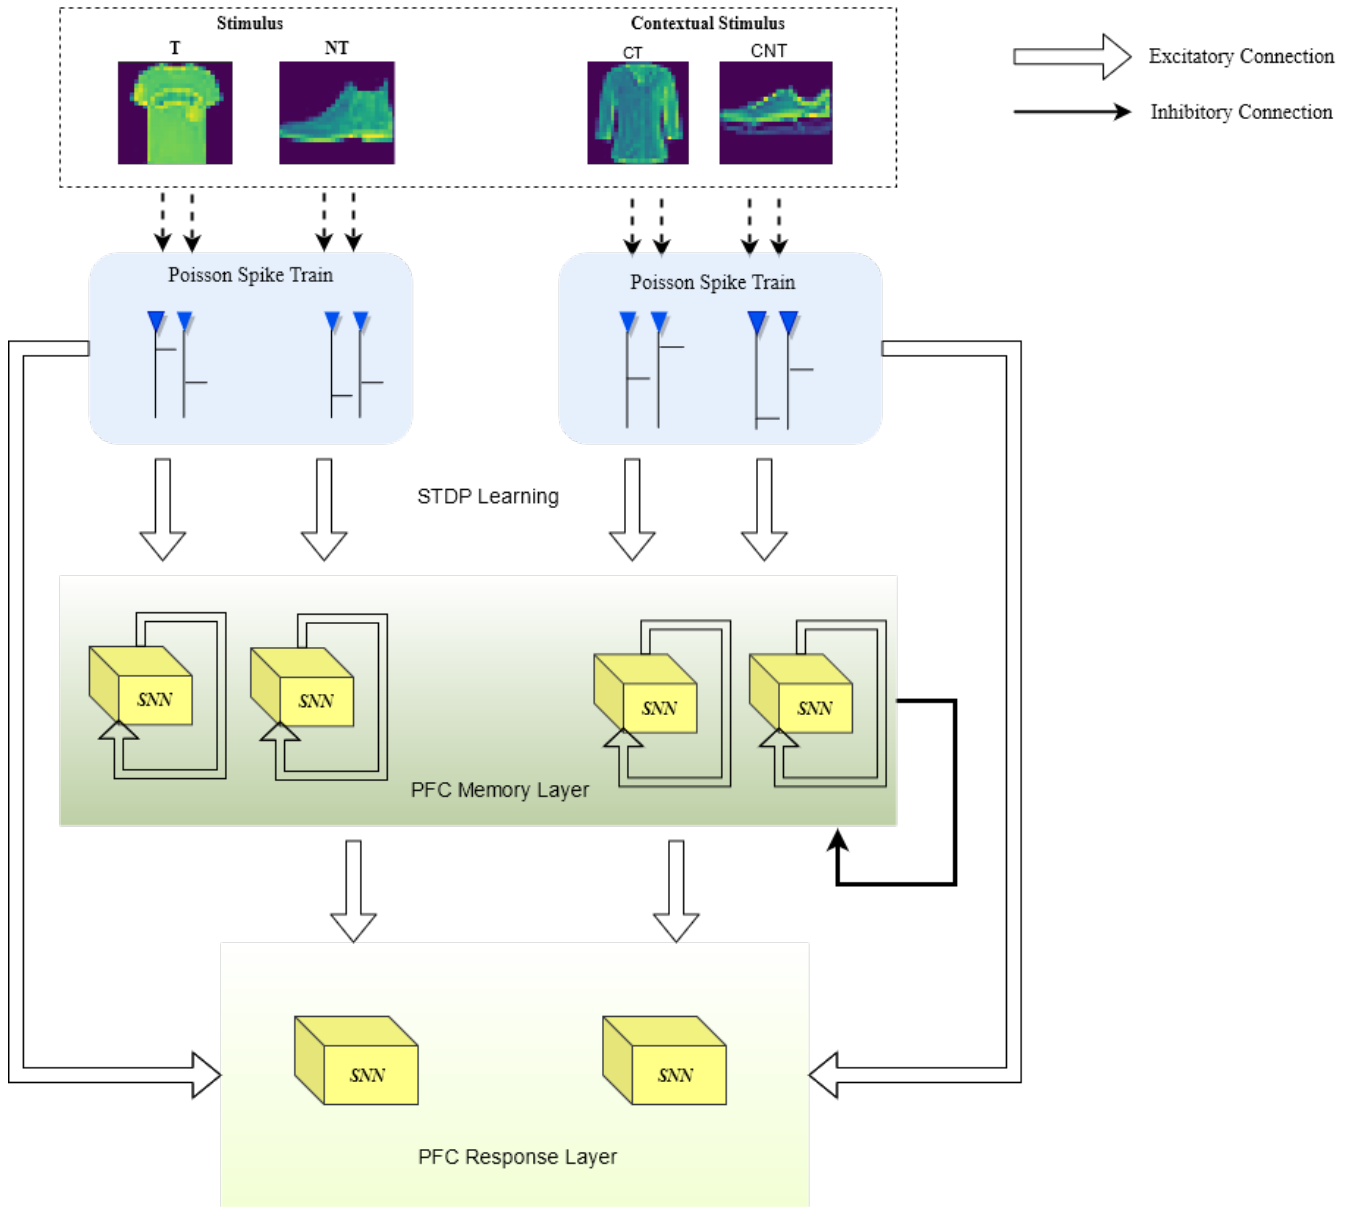 Stimulus
Contextual Stimulus
T
NT
CT
CNT
Excitatory Connection
Inhibitory Connection
Poisson Spike Train
Poisson Spike Train
STDP Learning
SNN
SNN
SNN
SNN
PFC Memory Layer
SNN
SNN
PFC Response Layer